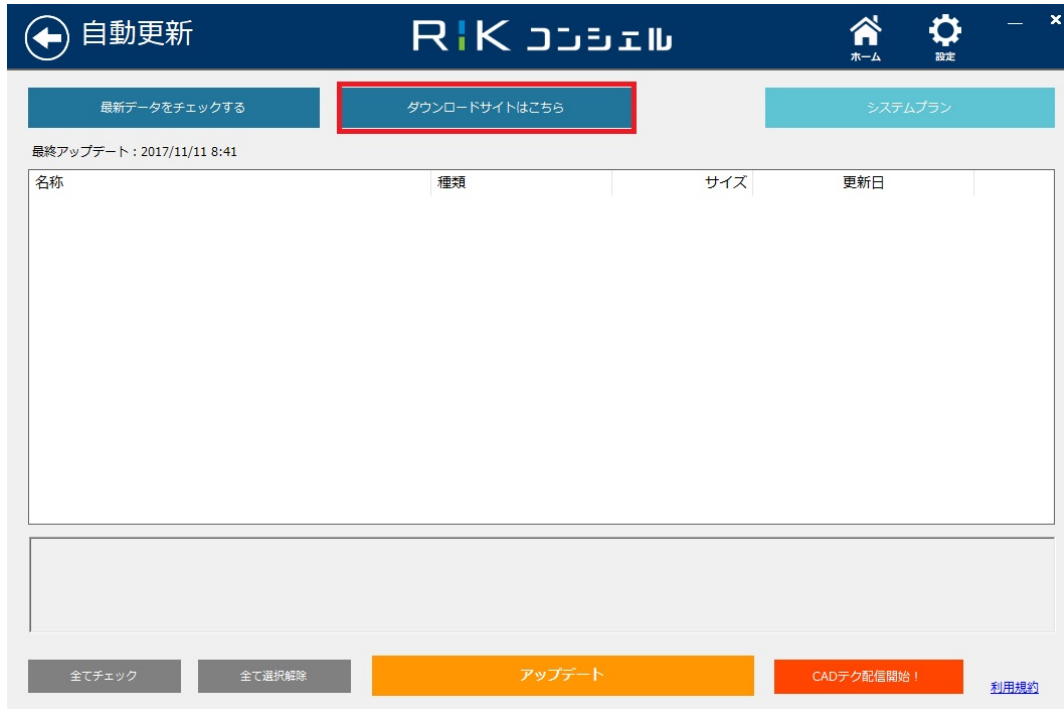 自動更新
RiK コンシェル
ホーム
設定
最新データをチェックする
ダウンロードサイトはこちら
システムプラン
最終アップデート：2017/11/11 8:41
名称 種類 サイズ 更新日
全てチェック
全て選択解除
アップデート
CADテク配信開始！
利用規約